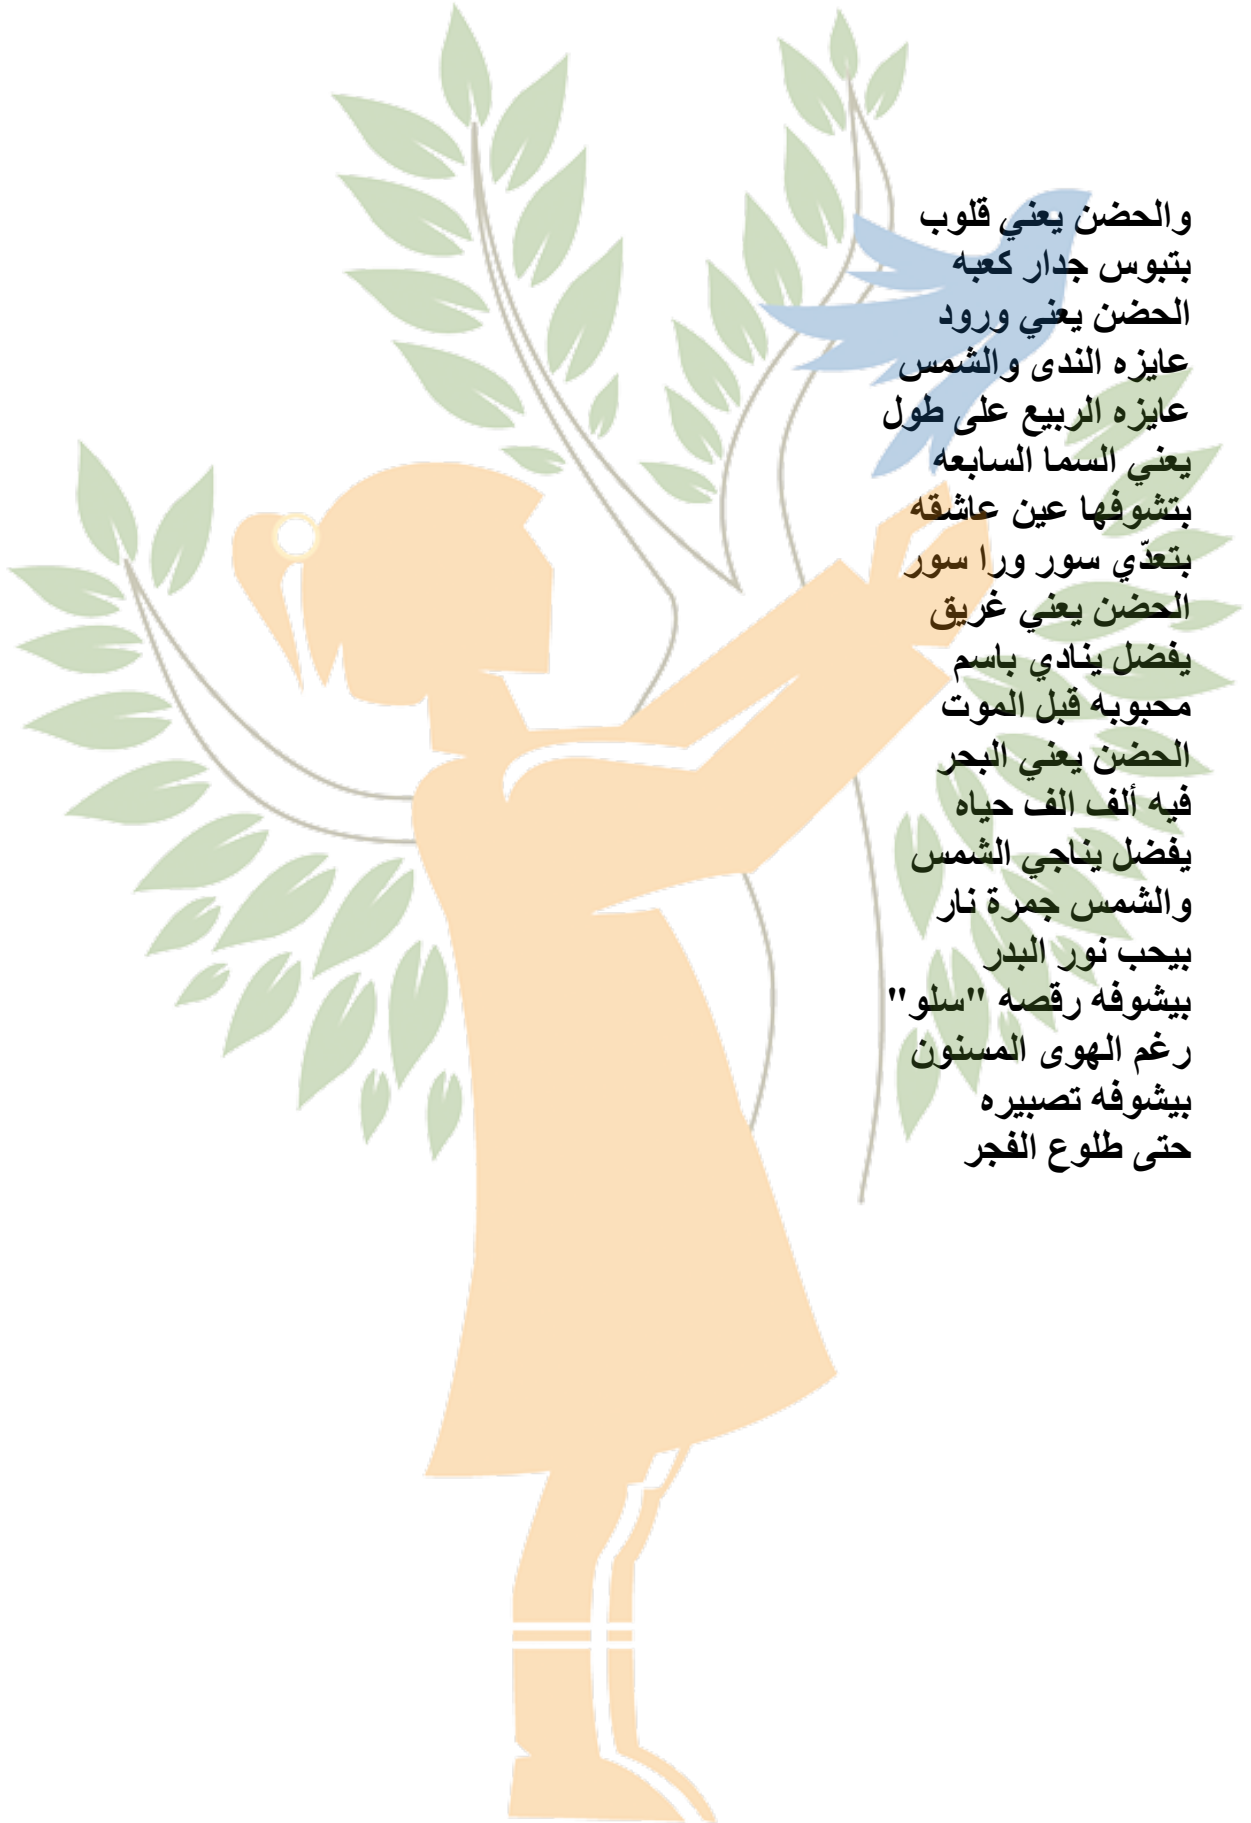 والحضن يعني قلوب
بتبوس جدار كعبه
الحضن يعني ورود
عايزه الندى والشمس
عايزه الربيع على طول
يعني السما السابعه
بتشوفها عين عاشقه
بتعدّي سور ورا سور
الحضن يعني غريق
يفضل ينادي باسم
محبوبه قبل الموت
الحضن يعني البحر
فيه ألف الف حياه
يفضل يناجي الشمس
والشمس جمرة نار
بيحب نور البدر
بيشوفه رقصه "سلو"
رغم الهوى المسنون
بيشوفه تصبيره
حتى طلوع الفجر